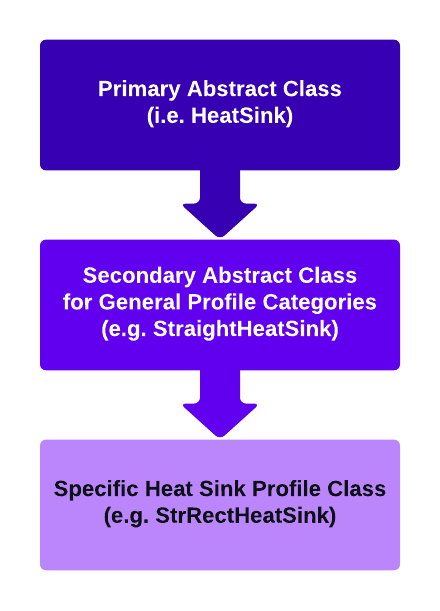 Primary Abstract Class
(i.e. HeatSink)
Secondary Abstract Class
for General Profile Categories
(e.g. StraightHeatSink)
Specific Heat Sink Profile Class
(e.g. StrRectHeatSink)